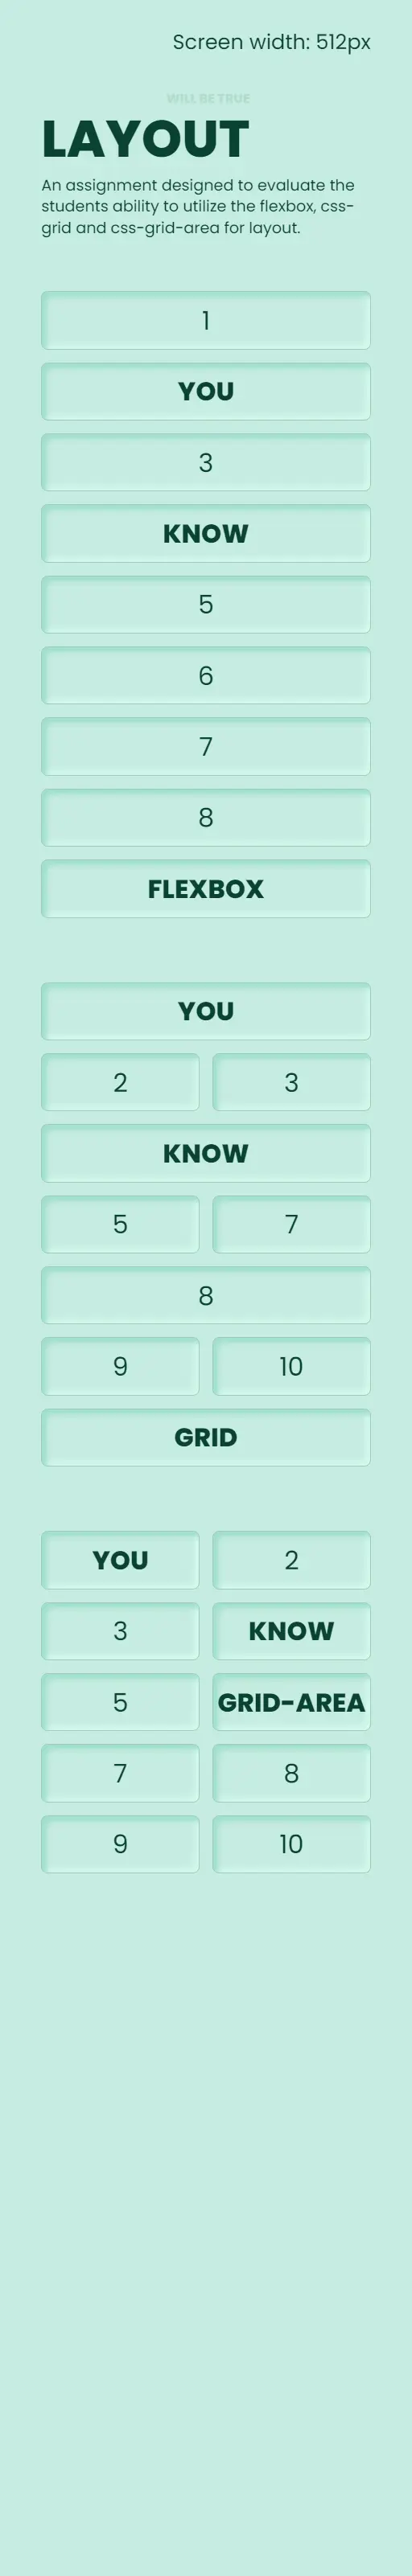 Screen width: 512px
WILL BE TRUE
LAYOUT
An assignment designed to evaluate the
students ability to utilize the flexbox, css-
grid and css-grid-area for layout.
1
YOU
3
KNOW
5
6
7
8
FLEXBOX
YOU
2 3
KNOW
5 7
8
9 10
GRID
YOU 2
3 KNOW
5 GRID-AREA
7 8
9 10